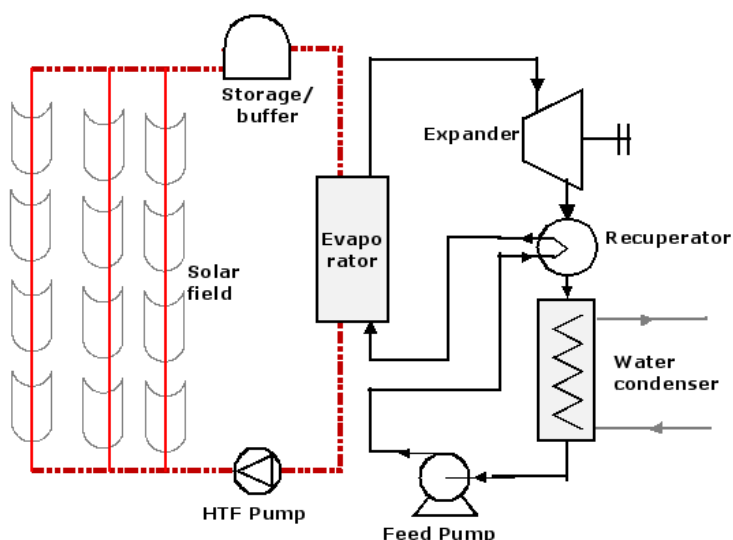 Storage/
buffer
Expander
Evapo
rator
Recuperator
Solar
field
Water
condenser
HTF Pump
Feed Pump